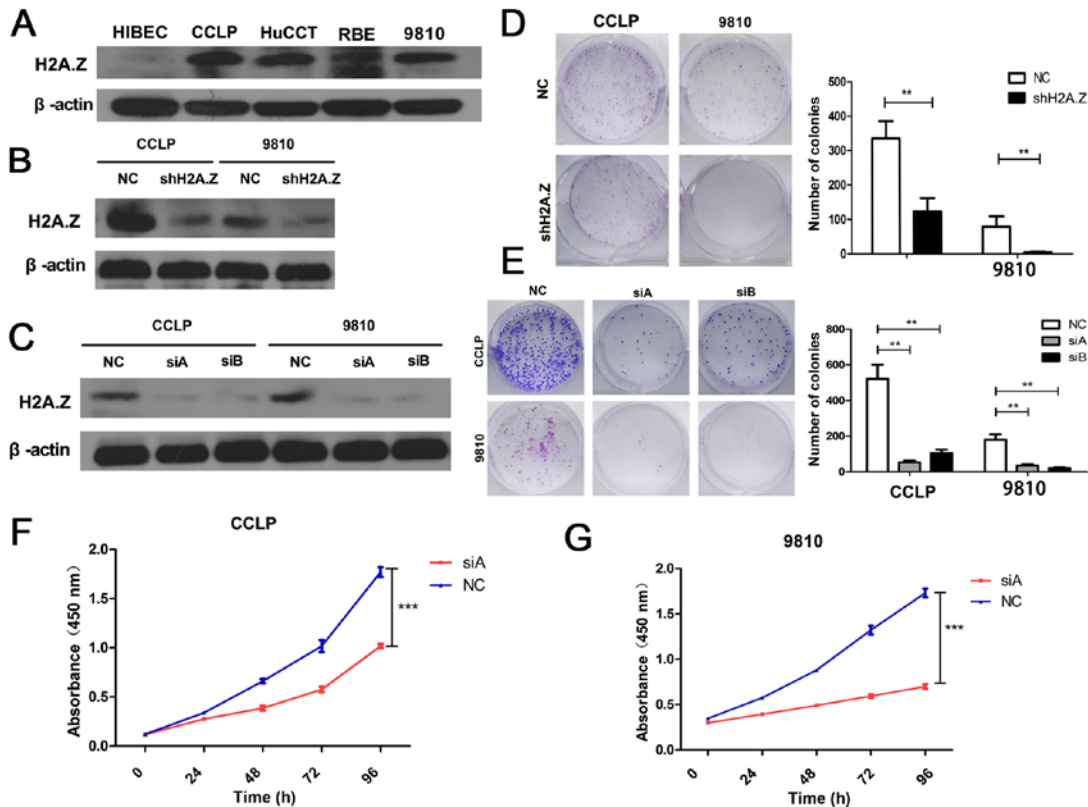 A
HIBEC CCLP HuCCT RBE 9810
H2A.Z
β -actin
B
CCLP 9810
NC shH2A.Z NC shH2A.Z
H2A.Z
β -actin
C
CCLP 9810
NC siA siB NC siA siB
H2A.Z
β -actin
D
CCLP 9810
NC
shH2A.Z
Number of colonies
500
400
300
200
100
0
** **
9810
NC
shH2A.Z
E
NC siA siB
CCLP
9810
Number of colonies
800
600
400
200
0
** ** ** **
CCLP 9810
NC
siA
siB
F
CCLP
Absorbance (450 nm)
2.0
1.5
1.0
0.5
0.0
0 24 48 72 96
Time (h)
siA
NC
***
G
9810
Absorbance (450 nm)
2.0
1.5
1.0
0.5
0.0
0 24 48 72 96
Time (h)
siA
NC
***